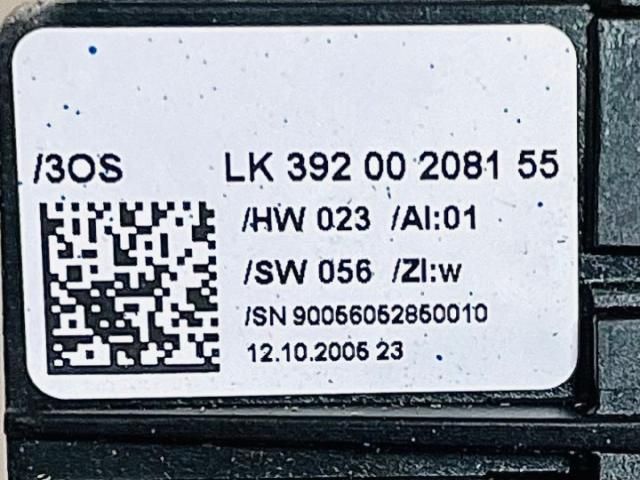 /3OS LK 392 00 2081 55
/HW 023 /AI:01
/SW 056 /ZI:w
/SN 90056052850010
12.10.2005 23